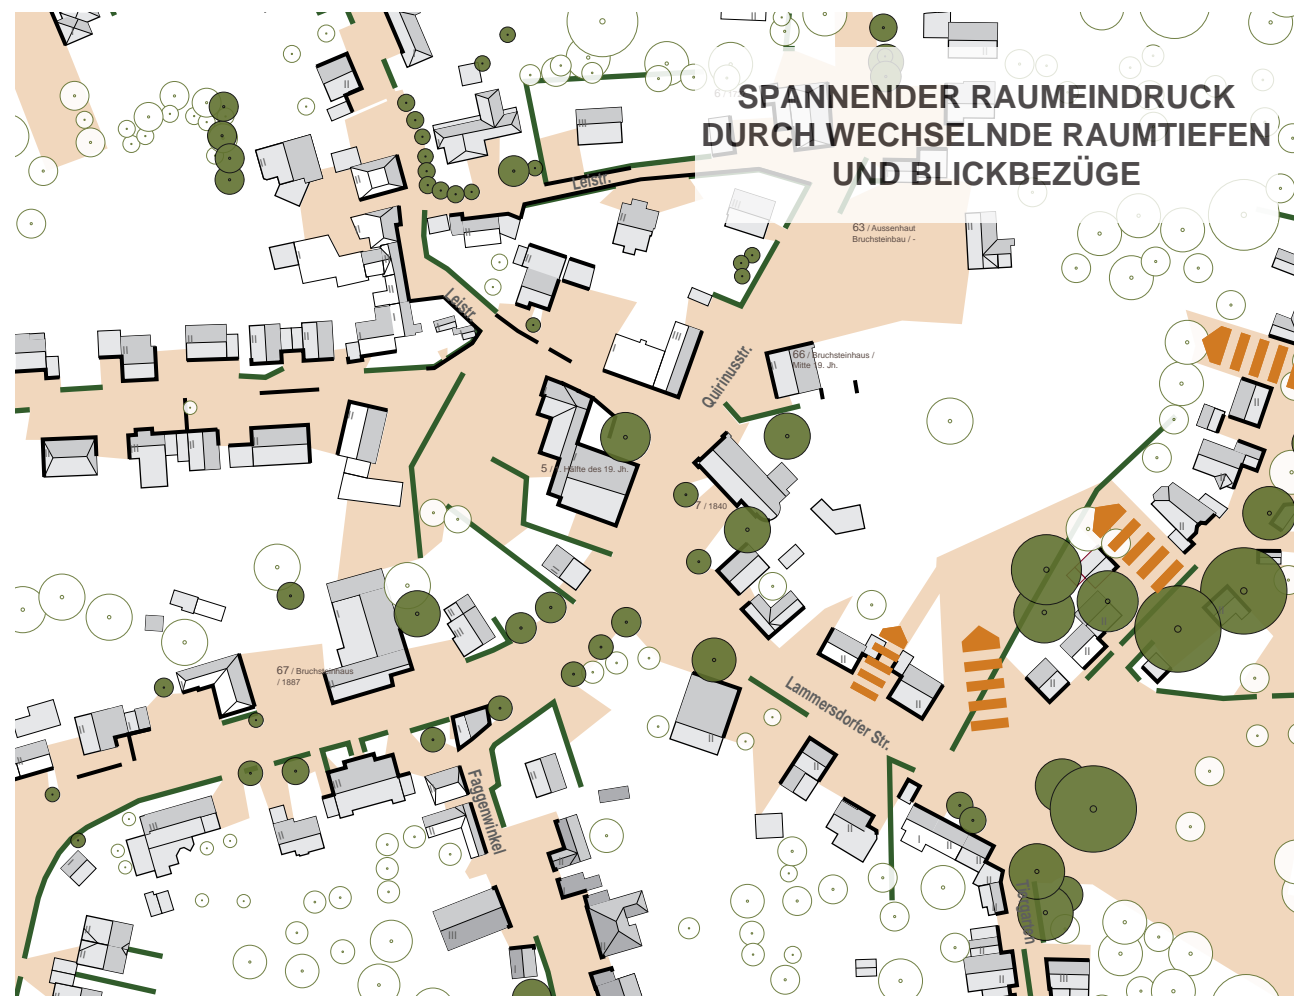 SPANNENDER RAUMEINDRUCK
DURCH WECHSELNDE RAUMTIEFEN
UND BLICKBEZÜGE
Leistr.
63 / Aussenhaut
Bruchsteinbau / -
Leistr.
Quirinusstr.
66 / Bruchsteinhaus /
Mitte 19. Jh.
Hälfte des 19. Jh.
7 / 1840
67 / Bruchsteinhaus
/ 1887
Lammersdorfer Str.
Faggenwinkel
Tiergarten